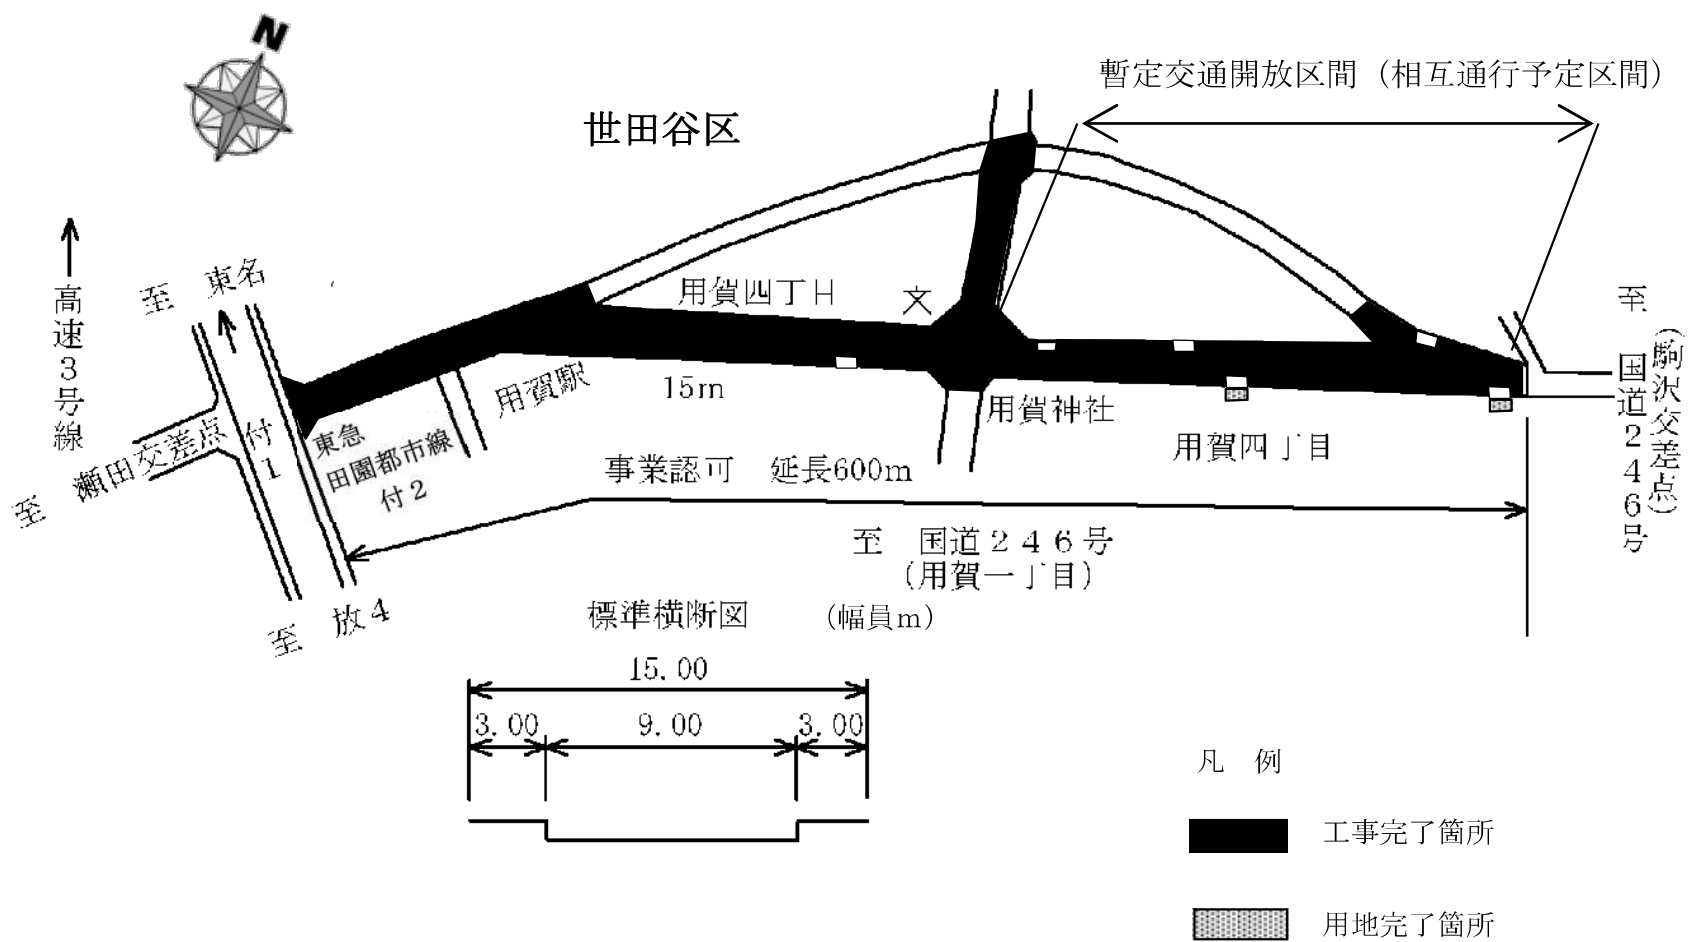 N
暫定交通開放区間（相互通行予定区間）
世田谷区
高速3号線
至 東名
用賀四丁目
文
至 国道246号
（駒沢交差点）
用賀駅
15m
用賀神社
用賀四丁目
至 瀬田交差点
付1
東急
田園都市線
付2
事業認可 延長600m
至 国道246号
（用賀一丁目）
至 放4
標準横断図 （幅員m）
15.00
3.00 9.00 3.00
凡 例
工事完了箇所
用地完了箇所